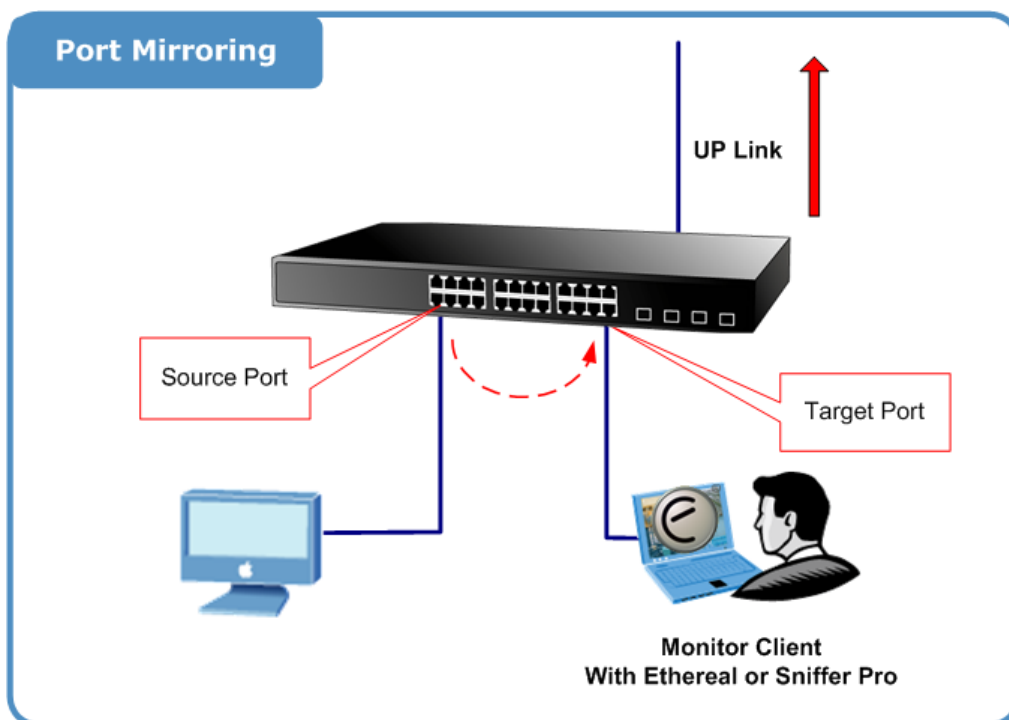 Port Mirroring
UP Link
Source Port
Target Port
Monitor Client
With Ethereal or Sniffer Pro